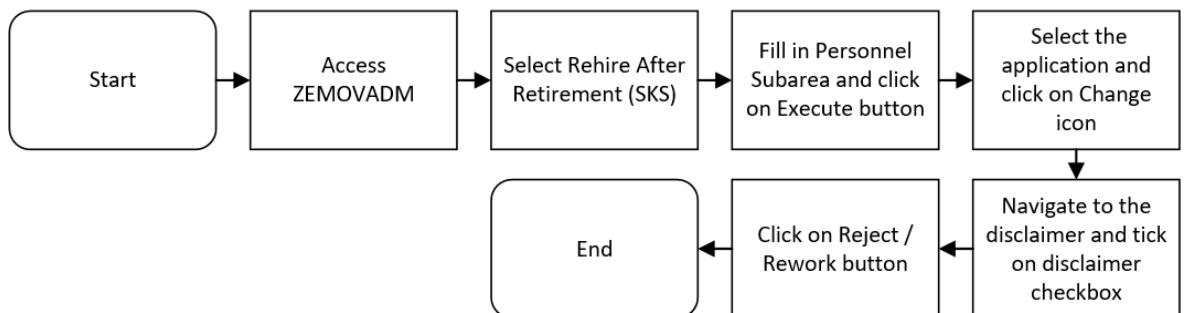 Start
Access
ZEMOVADM
Select Rehire After
Retirement (SKS)
Fill in Personnel
Subarea and click
on Execute button
Select the
application and
click on Change
icon
Navigate to the
disclaimer and tick
on disclaimer
checkbox
Click on Reject /
Rework button
End